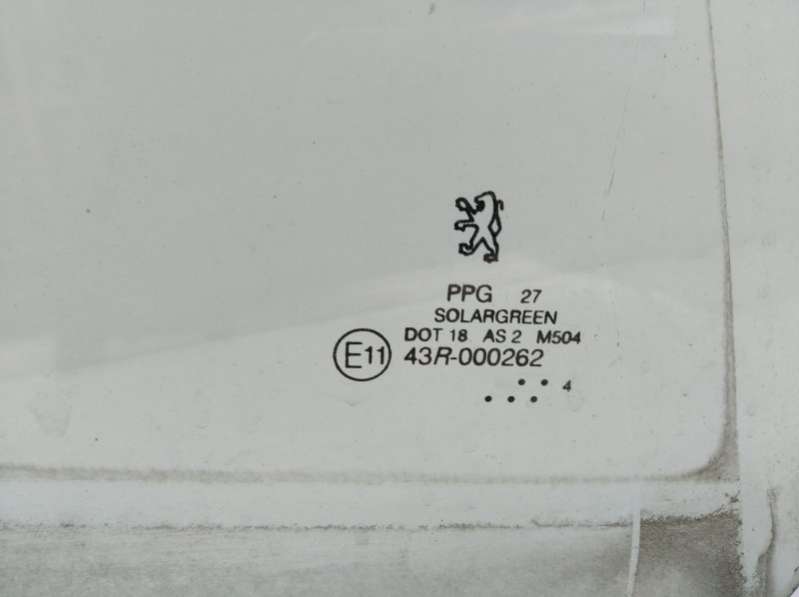 PPG 27
SOLARGREEN
DOT 18 AS 2 M504
E11 43R-000262
4